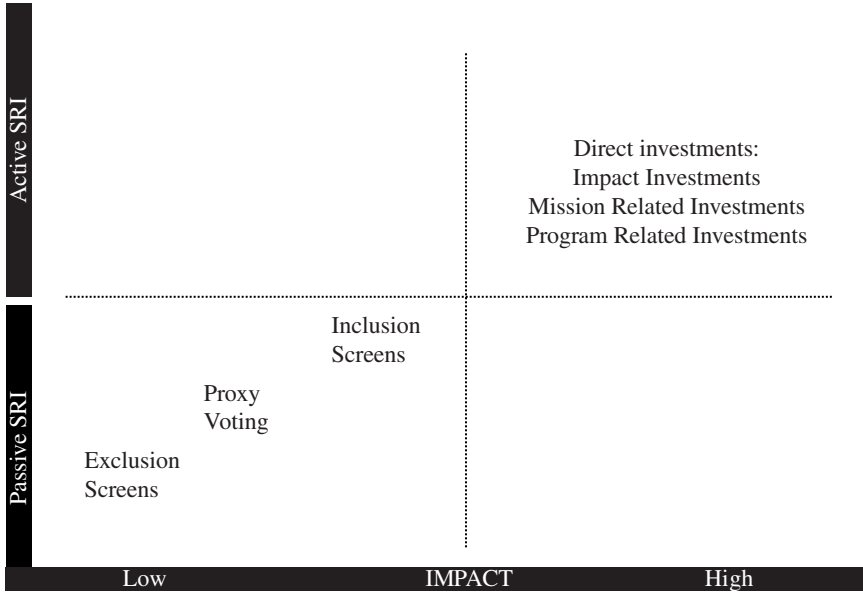 Active SRI
Direct investments:
Impact Investments
Mission Related Investments
Program Related Investments
Passive SRI
Inclusion
Screens
Proxy
Voting
Exclusion
Screens
Low IMPACT High